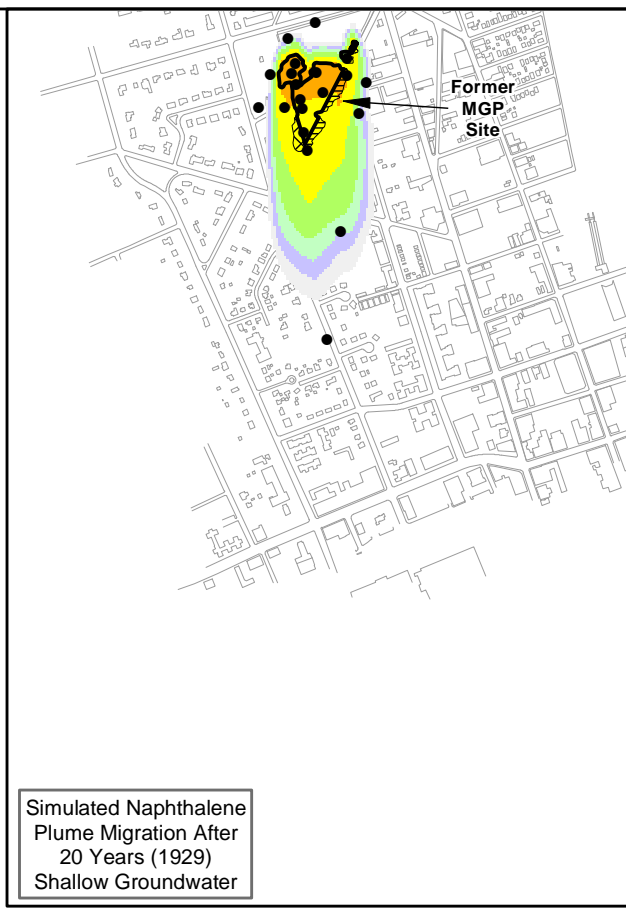 Former
MGP
Site
Simulated Naphthalene
Plume Migration After
20 Years (1929)
Shallow Groundwater